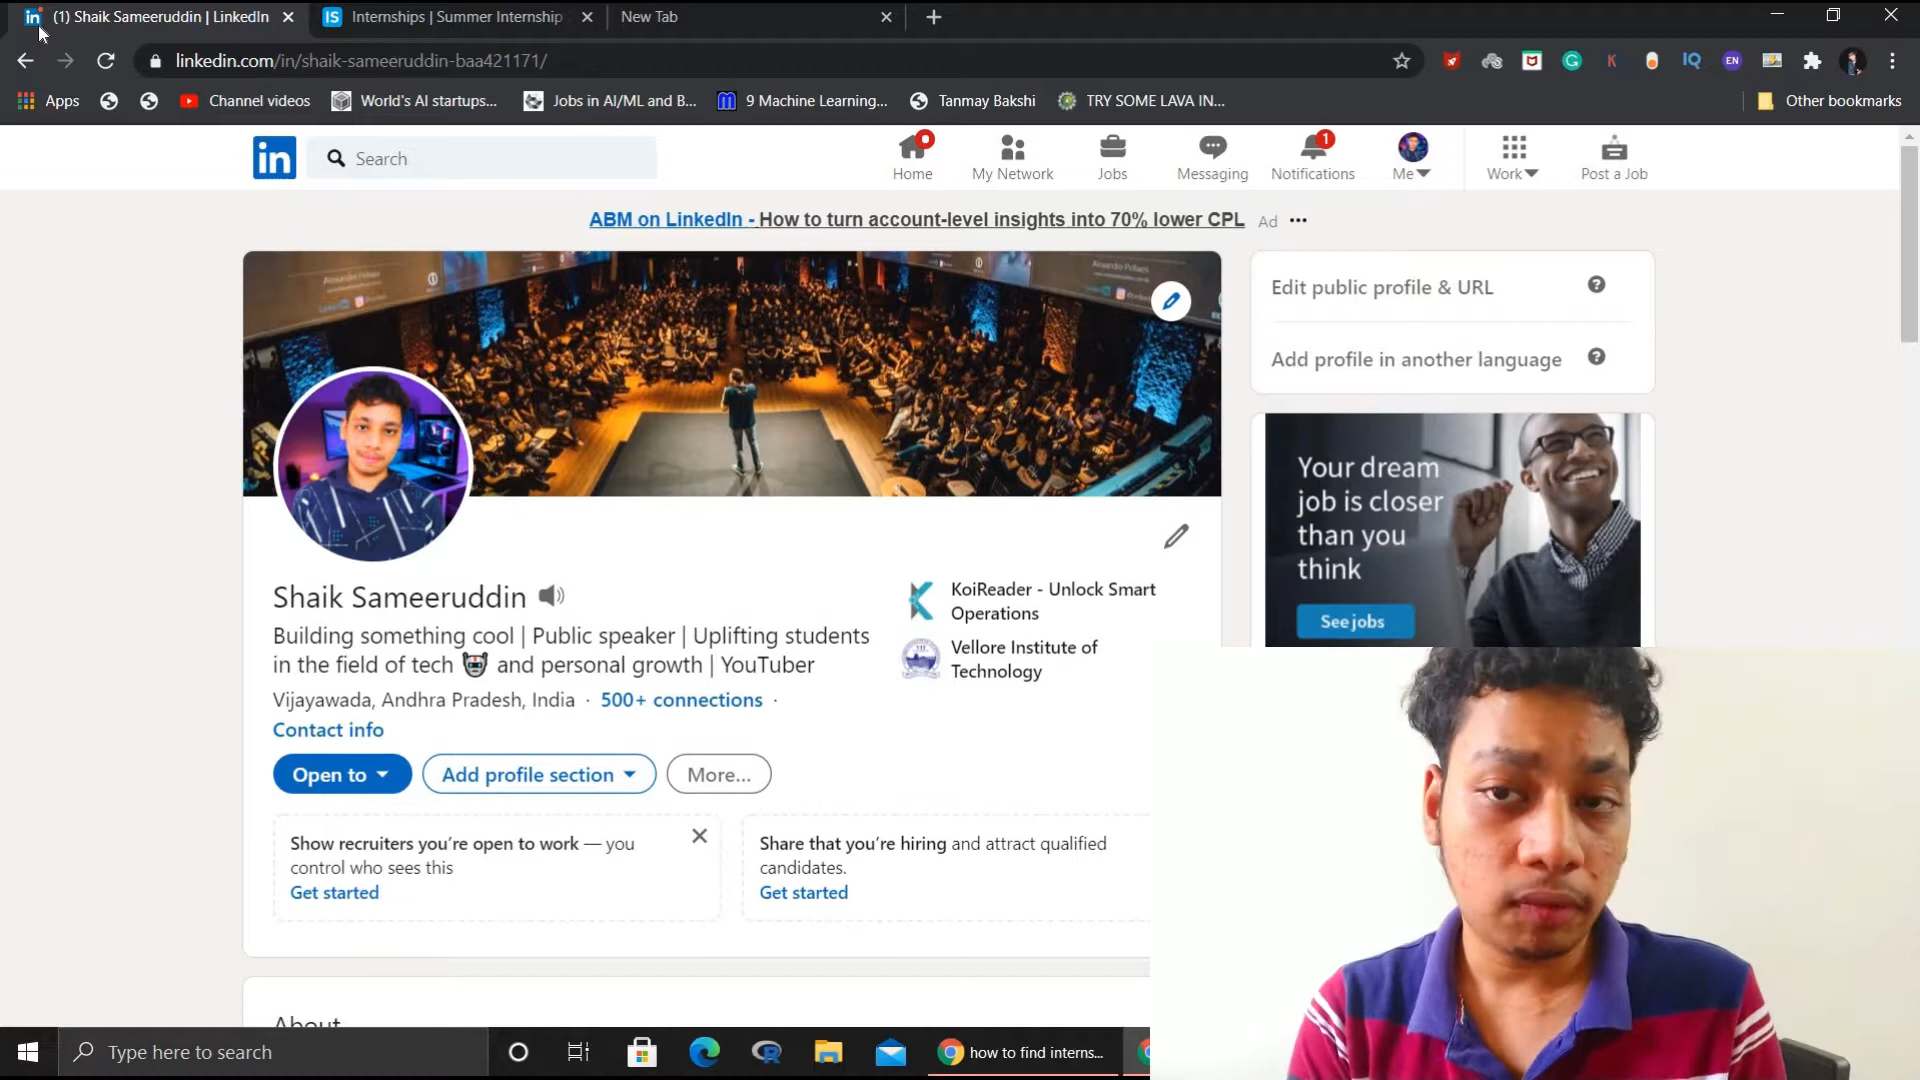 (1) Shaik Sameeruddin | LinkedIn
Internships | Summer Internship
New Tab
linkedin.com/in/shaik-sameeruddin-baa421171/
Apps
Channel videos
World's AI startups...
Jobs in AI/ML and B...
9 Machine Learning...
Tanmay Bakshi
TRY SOME LAVA IN...
Other bookmarks
in
Search
Home
My Network
Jobs
Messaging
1
Notifications
Me
Work
Post a Job
ABM on LinkedIn - How to turn account-level insights into 70% lower CPL
Ad
Edit public profile & URL
Add profile in another language
Your dream
job is closer
than you
think
See jobs
Shaik Sameeruddin
Building something cool | Public speaker | Uplifting students
in the field of tech 🤖 and personal growth | YouTuber
Vijayawada, Andhra Pradesh, India · 500+ connections ·
Contact info
KoiReader - Unlock Smart
Operations
Vellore Institute of
Technology
Open to
Add profile section
More...
Show recruiters you're open to work — you
control who sees this
Get started
Share that you're hiring and attract qualified
candidates.
Get started
About
Type here to search
how to find interns...